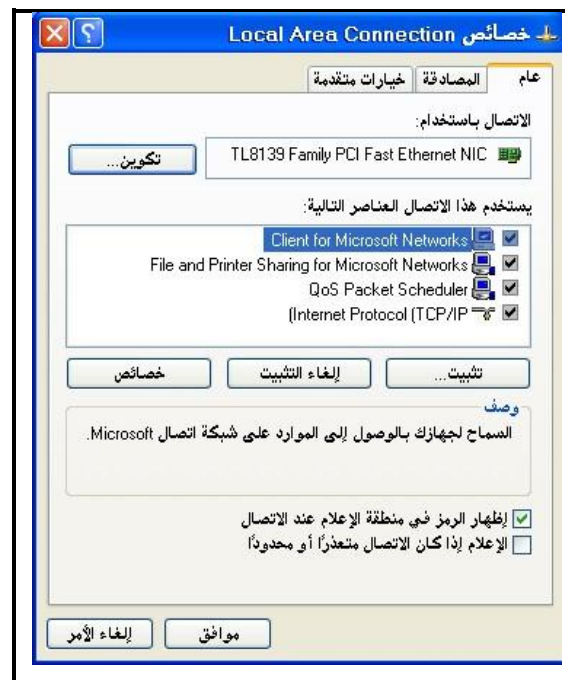 خصائص Local Area Connection
عام
المصادقة
خيارات متقدمة
الاتصال باستخدام:
TL8139 Family PCI Fast Ethernet NIC
تكوين...
يستخدم هذا الاتصال العناصر التالية:
Client for Microsoft Networks
File and Printer Sharing for Microsoft Networks
QoS Packet Scheduler
(Internet Protocol (TCP/IP
تثبيت...
إلغاء التثبيت
خصائص
وصف
السماح لجهازك بالوصول إلى الموارد على شبكة اتصال Microsoft.
إظهار الرمز في منطقة الإعلام عند الاتصال
الإعلام إذا كان الاتصال متعذرًا أو محدودًا
موافق
إلغاء الأمر